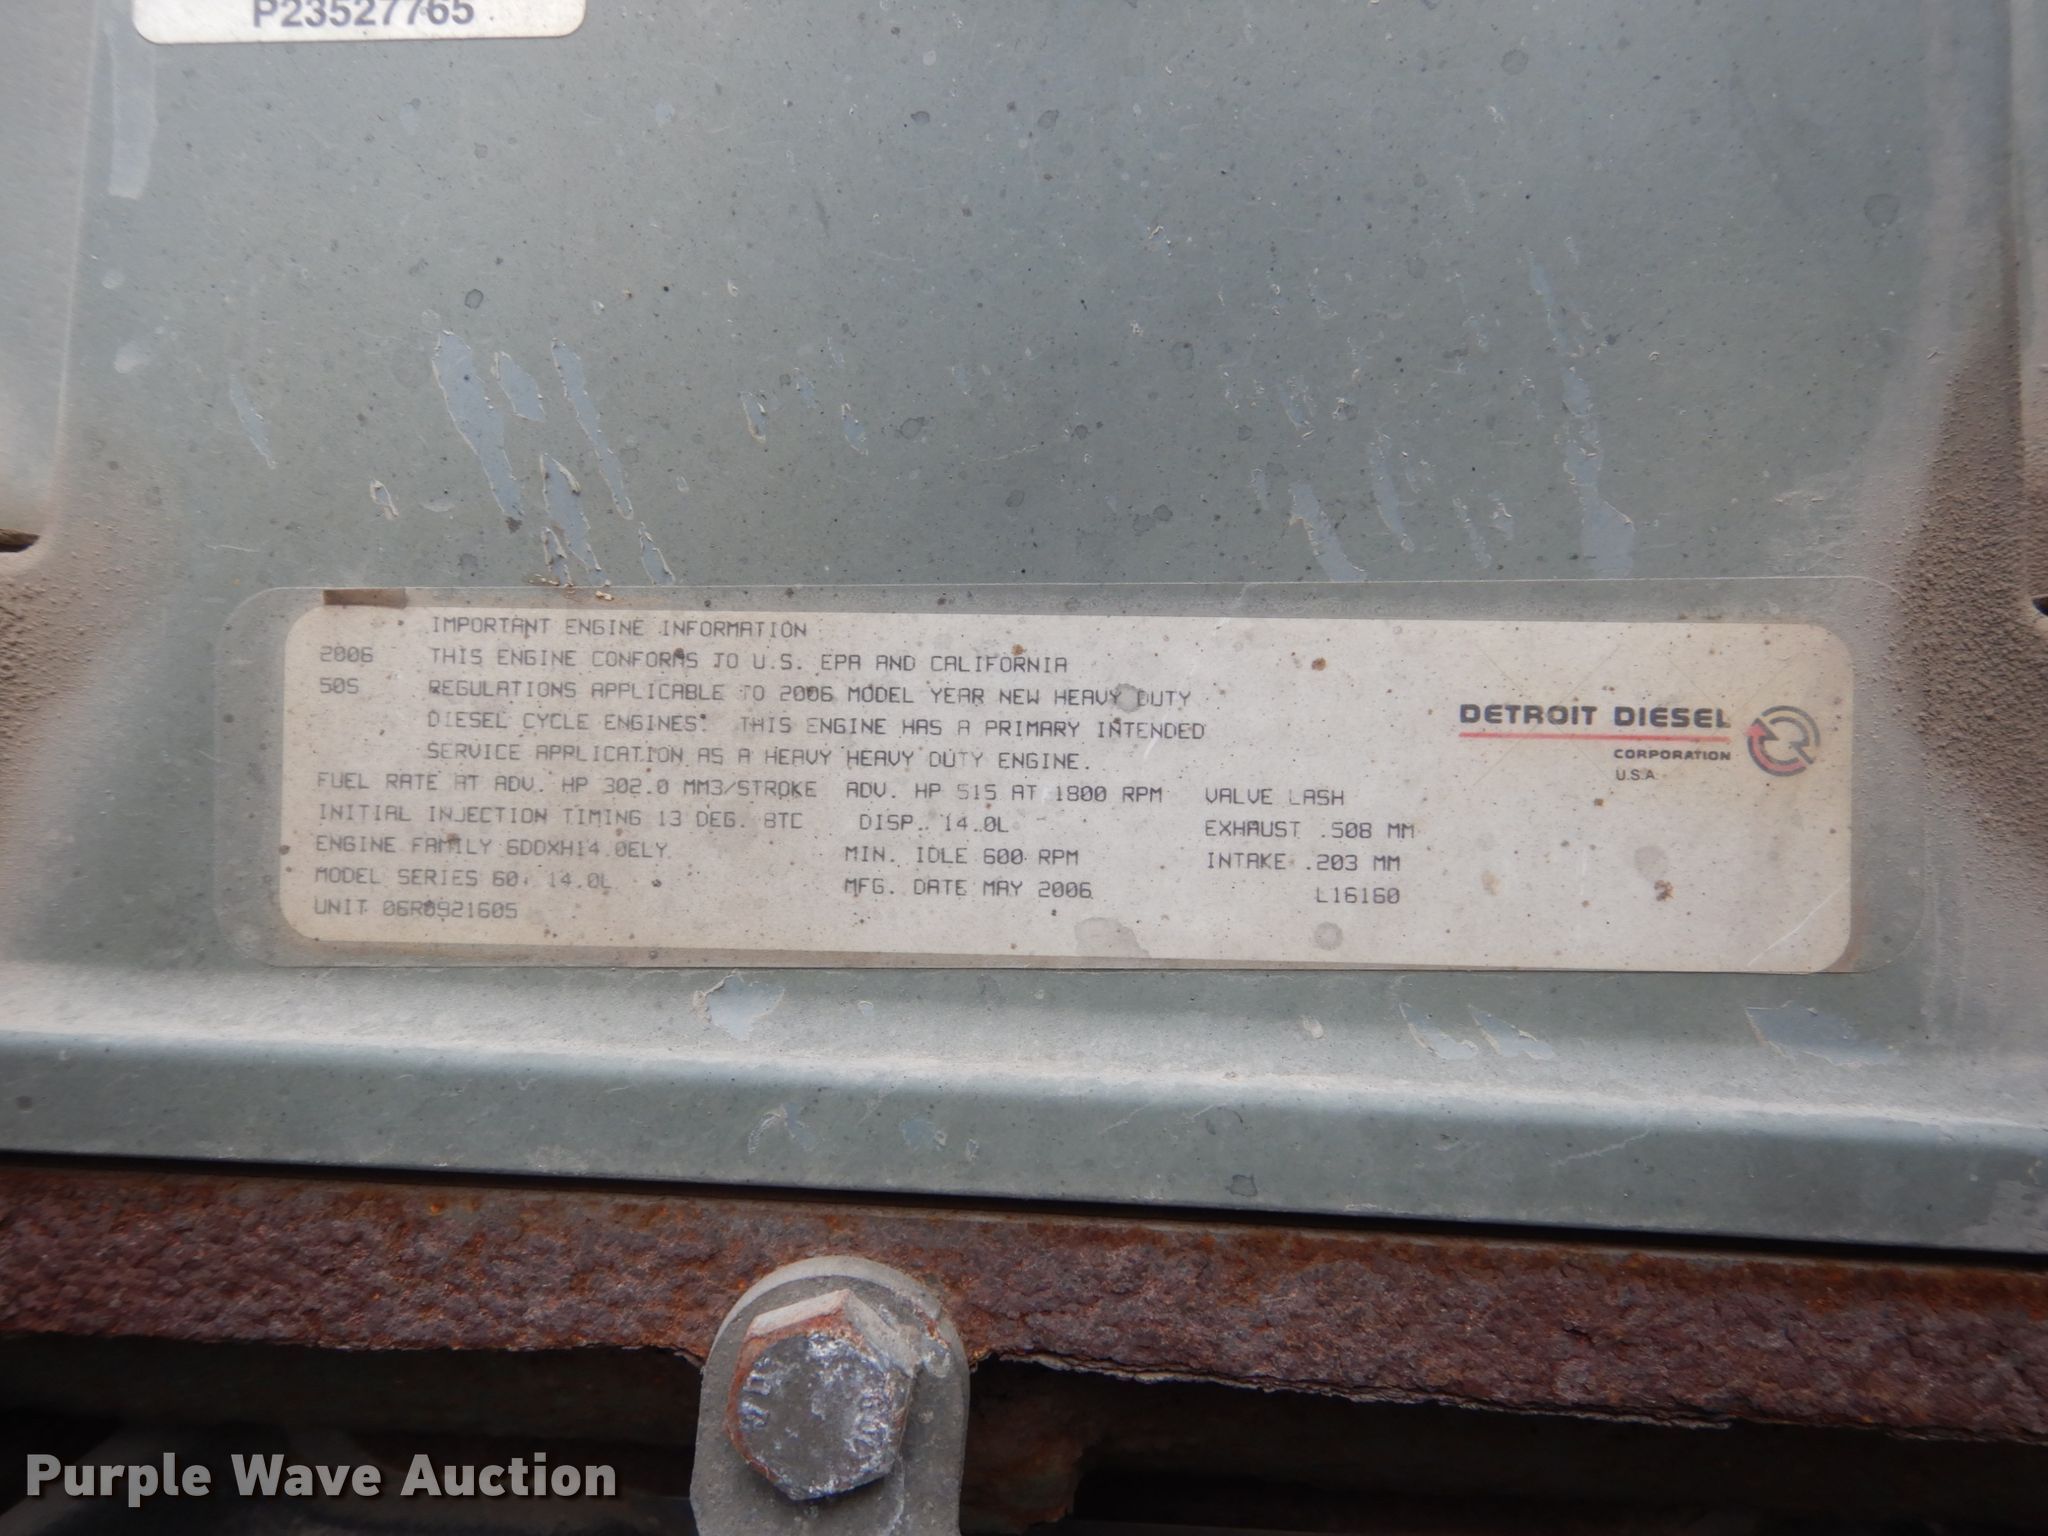 P23527765
IMPORTANT ENGINE INFORMATION
2006 THIS ENGINE CONFORMS TO U.S. EPA AND CALIFORNIA
50S REGULATIONS APPLICABLE TO 2006 MODEL YEAR NEW HEAVY DUTY
DIESEL CYCLE ENGINES. THIS ENGINE HAS A PRIMARY INTENDED
SERVICE APPLICATION AS A HEAVY HEAVY DUTY ENGINE.
FUEL RATE AT ADV. HP 302.0 MM3/STROKE ADV. HP 515 AT 1800 RPM VALVE LASH
INITIAL INJECTION TIMING 13 DEG. BTC DISP. 14.0L EXHAUST .508 MM
ENGINE FAMILY 6DDXH14.0ELY MIN. IDLE 600 RPM INTAKE .203 MM
MODEL SERIES 60, 14.0L MFG. DATE MAY 2006 L16160
UNIT 06R0921605
DETROIT DIESEL
CORPORATION
U.S.A.
Purple Wave Auction